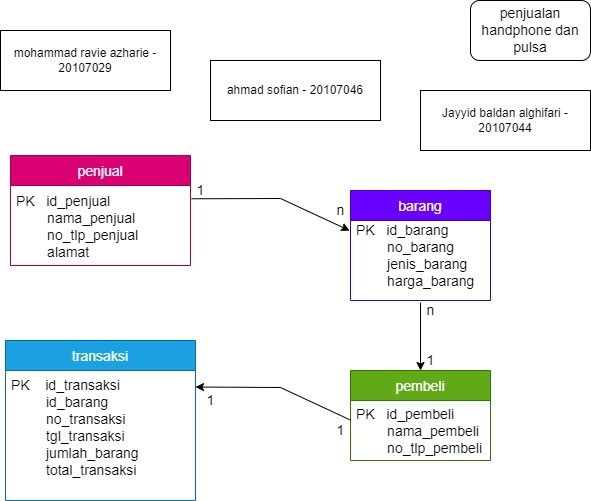 penjualan
handphone dan
pulsa
mohammad ravie azharie -
20107029
ahmad sofian - 20107046
Jayyid baldan alghifari -
20107044
penjual
PK id_penjual
nama_penjual
no_tlp_penjual
alamat
1
n
barang
PK id_barang
no_barang
jenis_barang
harga_barang
n
1
transaksi
PK id_transaksi
id_barang
no_transaksi
tgl_transaksi
jumlah_barang
total_transaksi
1
1
pembeli
PK id_pembeli
nama_pembeli
no_tlp_pembeli